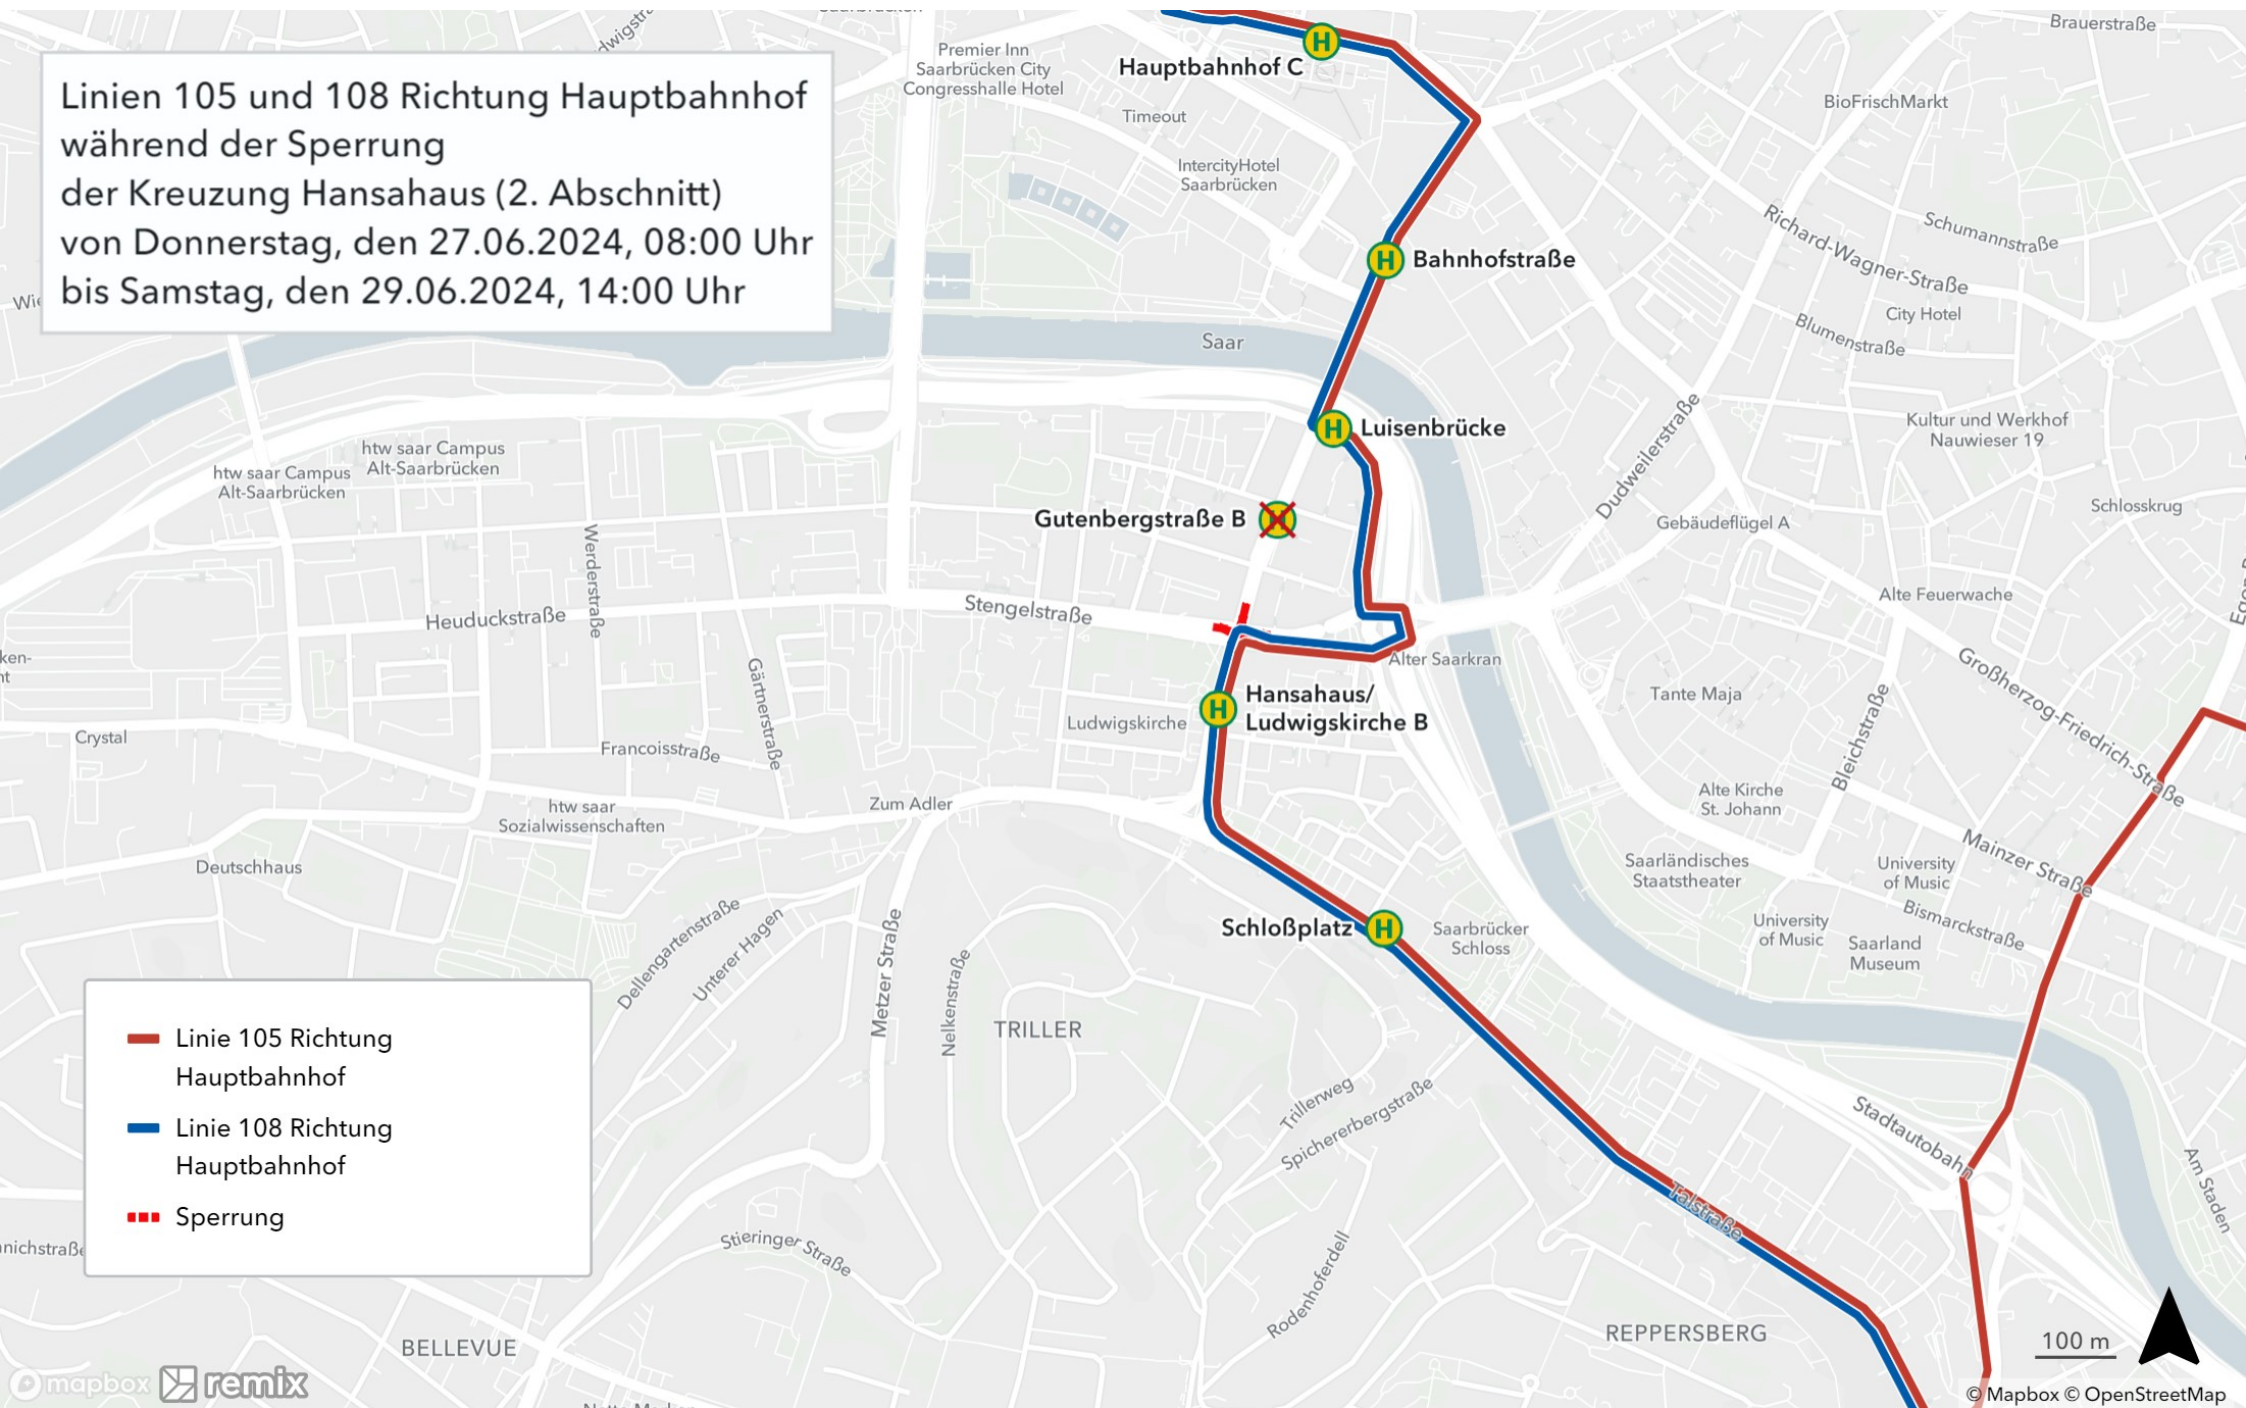 Saarbrücken
Brauerstraße
Premier Inn
Saarbrücken City
Congresshalle Hotel
Hauptbahnhof C
Linien 105 und 108 Richtung Hauptbahnhof
während der Sperrung
der Kreuzung Hansahaus (2. Abschnitt)
von Donnerstag, den 27.06.2024, 08:00 Uhr
bis Samstag, den 29.06.2024, 14:00 Uhr
H
BioFrischMarkt
Timeout
IntercityHotel
Saarbrücken
Richard-Wagner-Straße
Schumannstraße
H Bahnhofstraße
City Hotel
Blumenstraße
Saar
Dudweilerstraße
Kultur und Werkhof
Nauwieser 19
H Luisenbrücke
htw saar Campus
Alt-Saarbrücken
htw saar Campus
Alt-Saarbrücken
Schlosskrug
Gutenbergstraße B H
Gebäudeflügel A
Werderstraße
Heuduckstraße
Stengelstraße
Alte Feuerwache
Alter Saarkran
Großherzog-Friedrich-Straße
Gärtnerstraße
Tante Maja
Bleichstraße
H Hansahaus/
Ludwigskirche B
Ludwigskirche
Crystal
Francoisstraße
Alte Kirche
St. Johann
Zum Adler
htw saar
Sozialwissenschaften
Mainzer Straße
Deutschhaus
Saarländisches
Staatstheater
University
of Music
Bismarckstraße
Dellengartenstraße
Unterer Hagen
Metzer Straße
Nelkenstraße
Schloßplatz H
Saarbrücker
Schloss
University
of Music
Saarland
Museum
TRILLER
Linie 105 Richtung
Hauptbahnhof
Linie 108 Richtung
Hauptbahnhof
Sperrung
Trillerweg
Spichererbergstraße
Stadtautobahn
Am Staden
Talstraße
Stieringer Straße
Rodenhoferdell
BELLEVUE
REPPERSBERG
100 m
mapbox remix
© Mapbox © OpenStreetMap